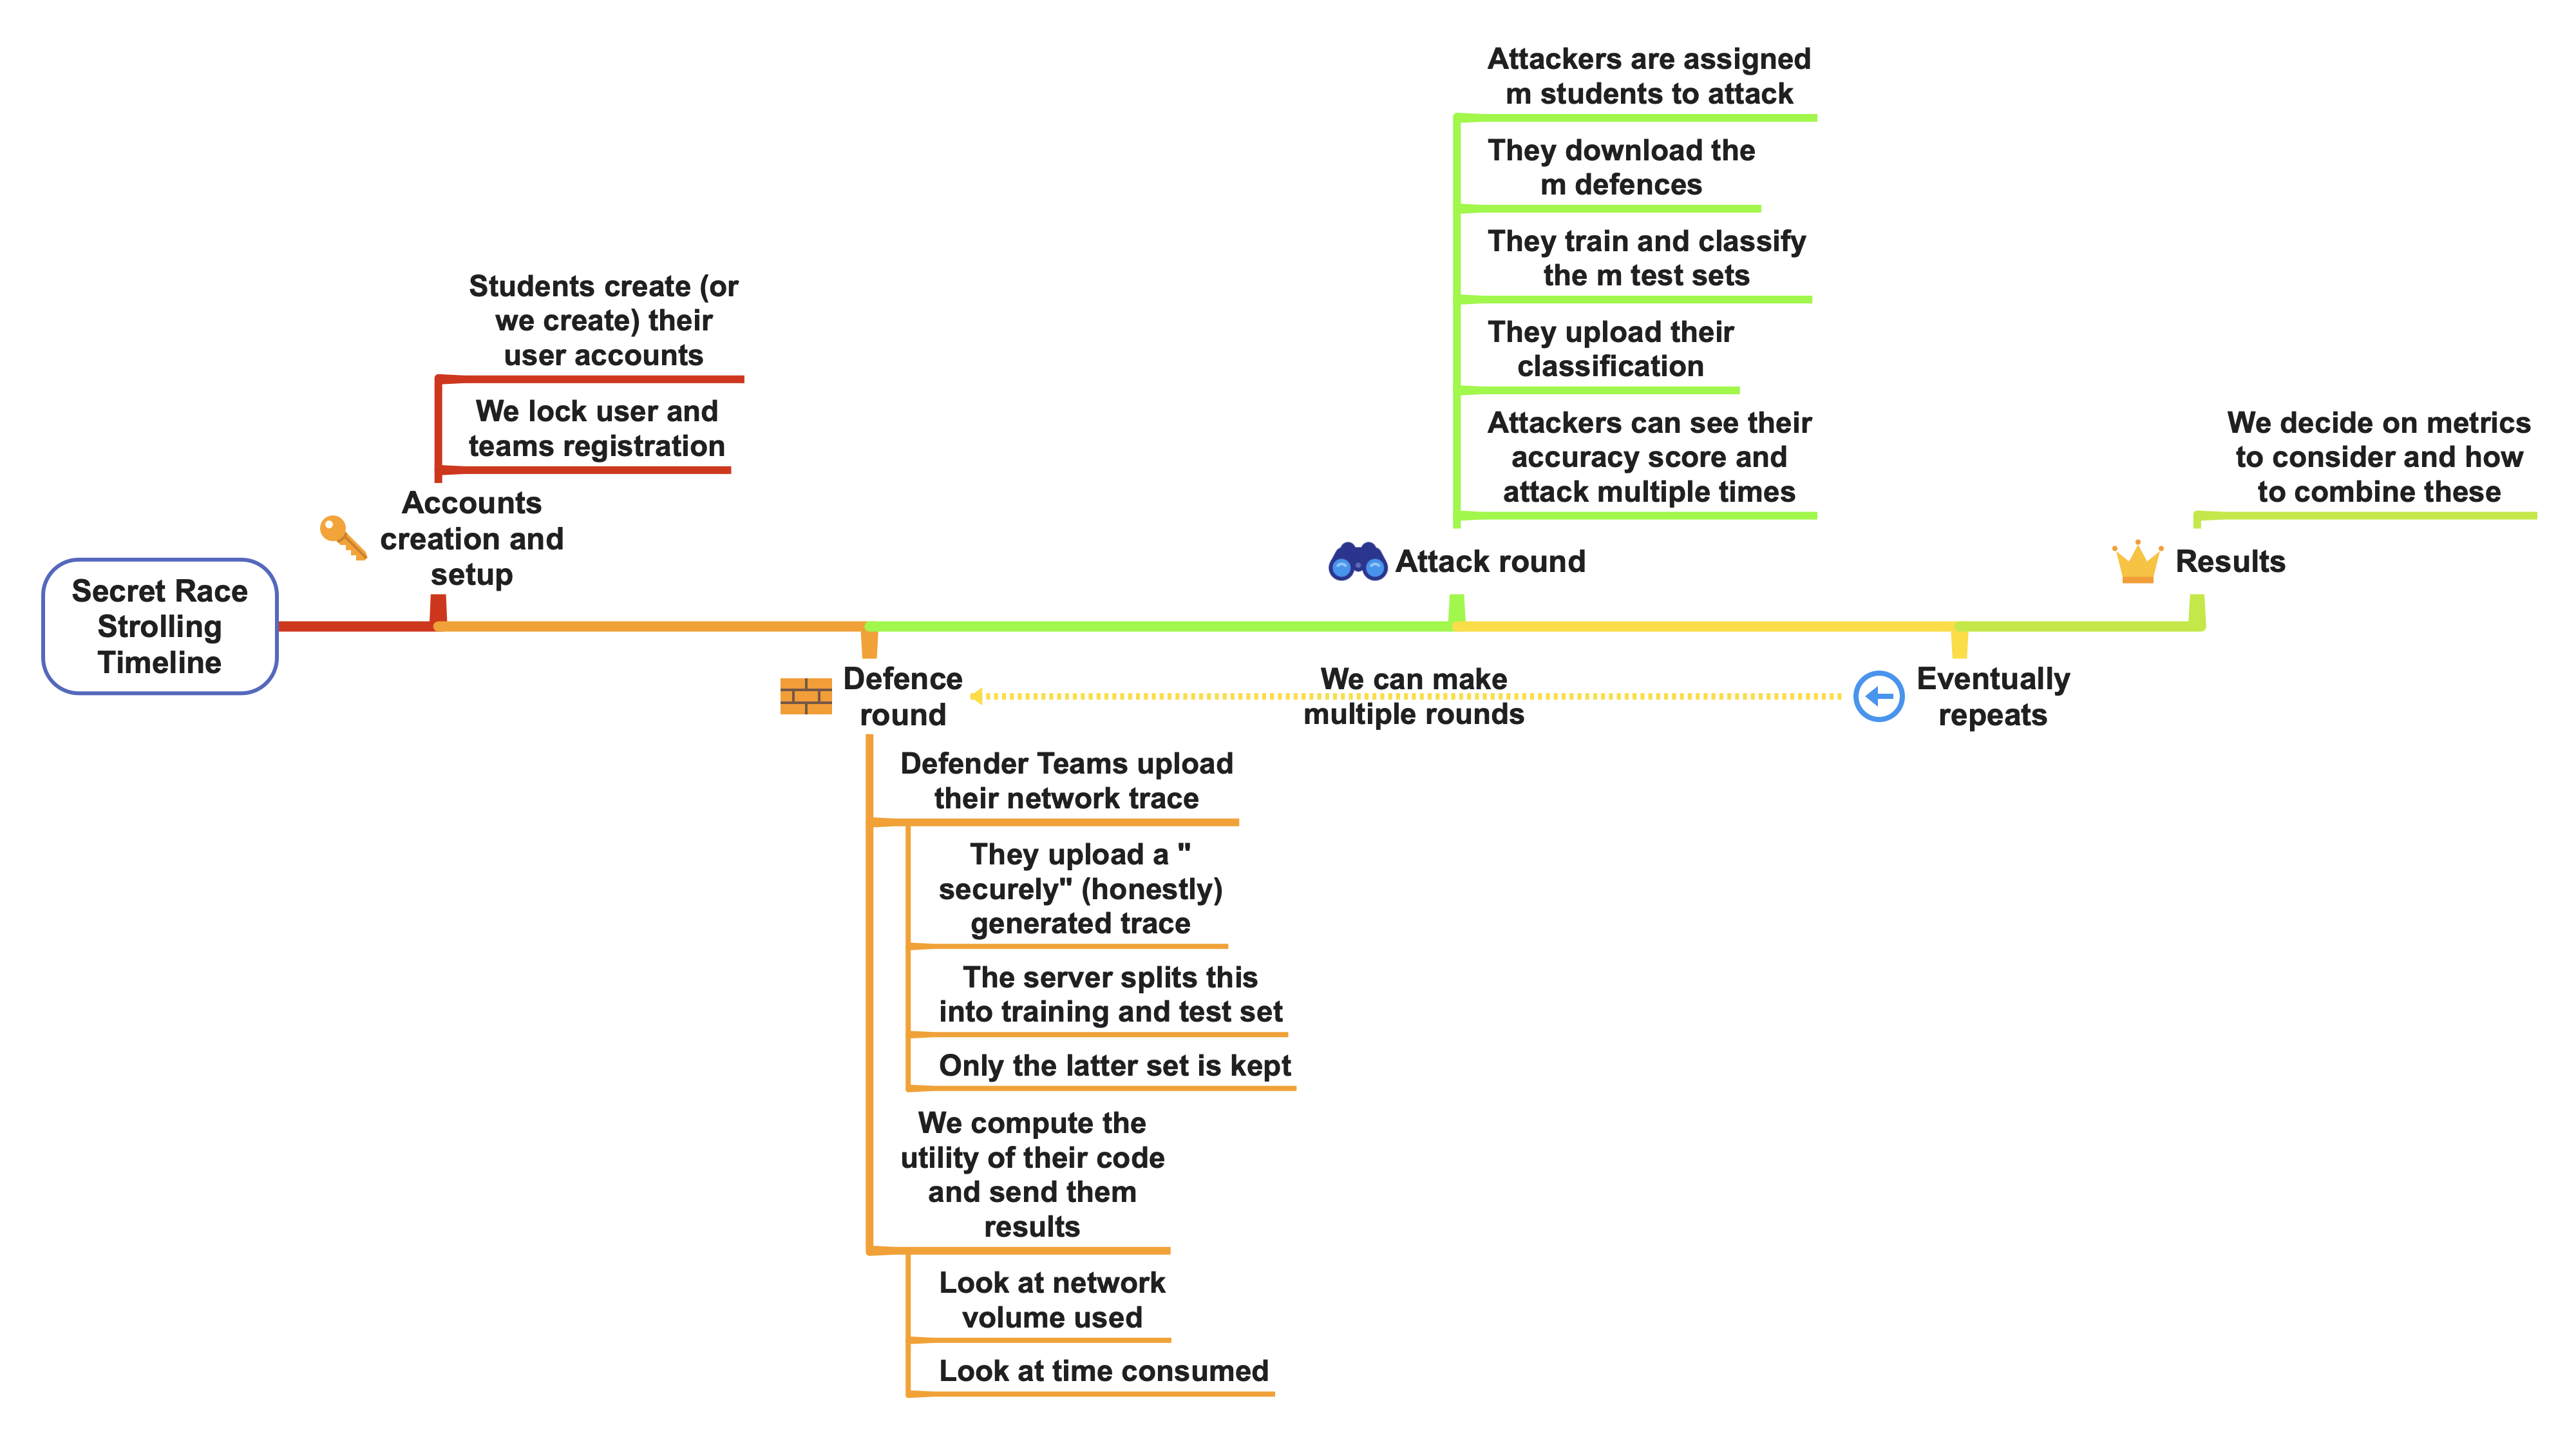 Secret Race
Strolling
Timeline
Students create (or
we create) their
user accounts
We lock user and
teams registration
Accounts
creation and
setup
Defence
round
Defender Teams upload
their network trace
They upload a "
securely" (honestly)
generated trace
The server splits this
into training and test set
Only the latter set is kept
We compute the
utility of their code
and send them
results
Look at network
volume used
Look at time consumed
Attackers are assigned
m students to attack
They download the
m defences
They train and classify
the m test sets
They upload their
classification
Attackers can see their
accuracy score and
attack multiple times
Attack round
We can make
multiple rounds
Eventually
repeats
We decide on metrics
to consider and how
to combine these
Results